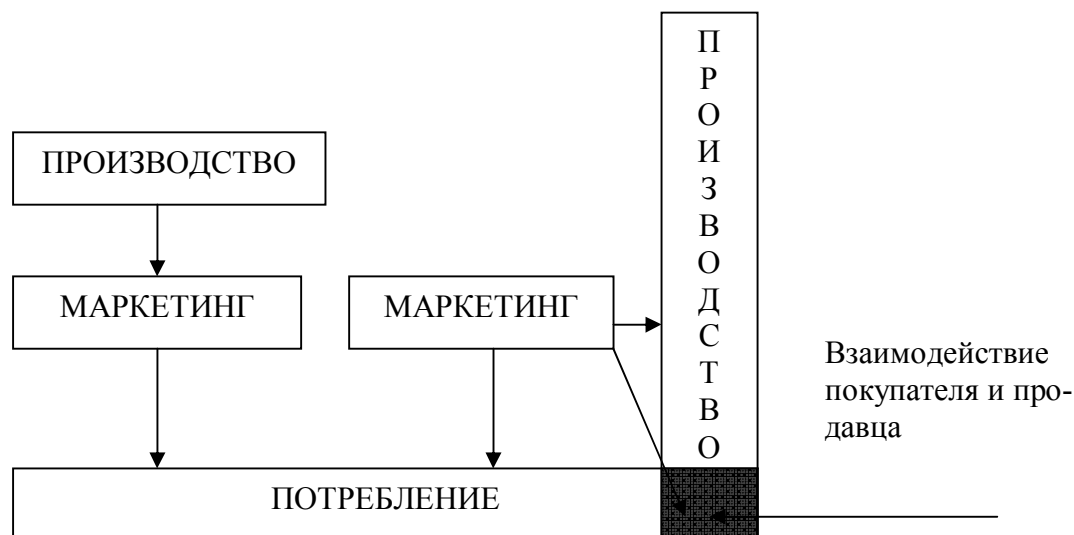 ПРОИЗВОДСТВО
МАРКЕТИНГ
МАРКЕТИНГ
П
Р
О
И
З
В
О
Д
С
Т
В
О
Взаимодействие
покупателя и про-
давца
ПОТРЕБЛЕНИЕ